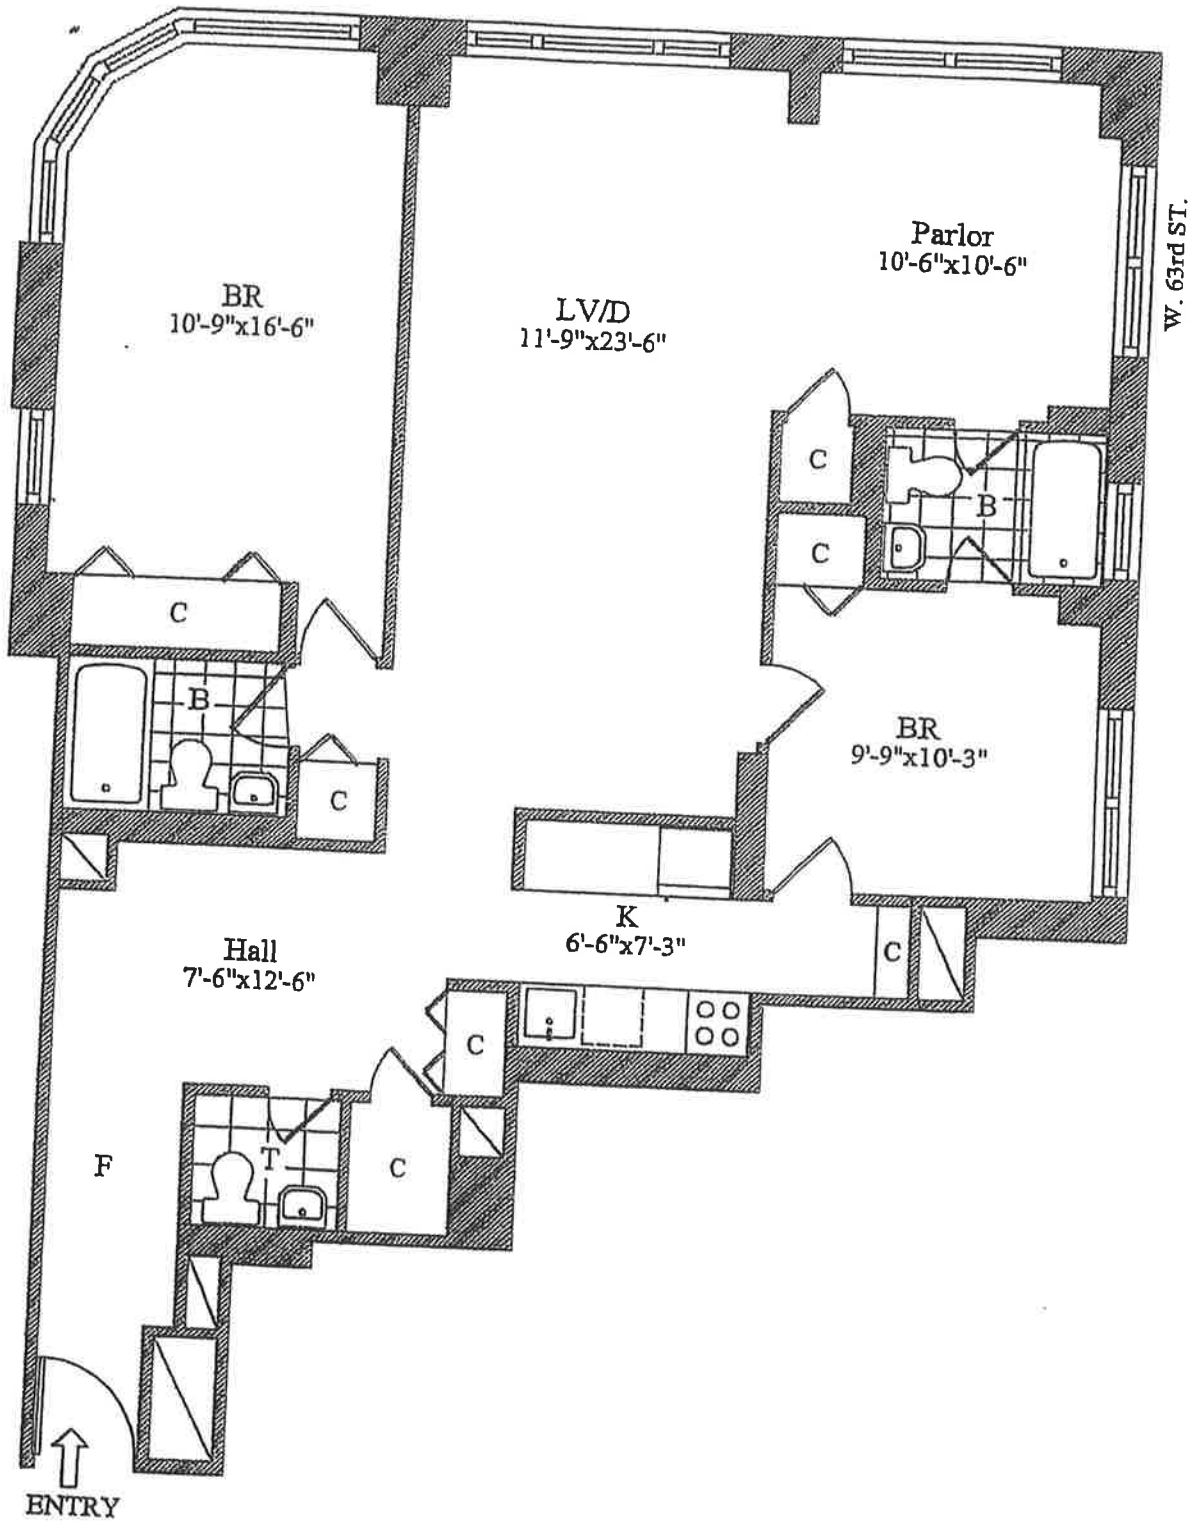 W. 63rd ST.
Parlor
10'-6"x10'-6"
BR
10'-9"x16'-6"
LV/D
11'-9"x23'-6"
C
B
C
C
B
BR
9'-9"x10'-3"
C
K
6'-6"x7'-3"
Hall
7'-6"x12'-6"
C
C
T
C
F
ENTRY